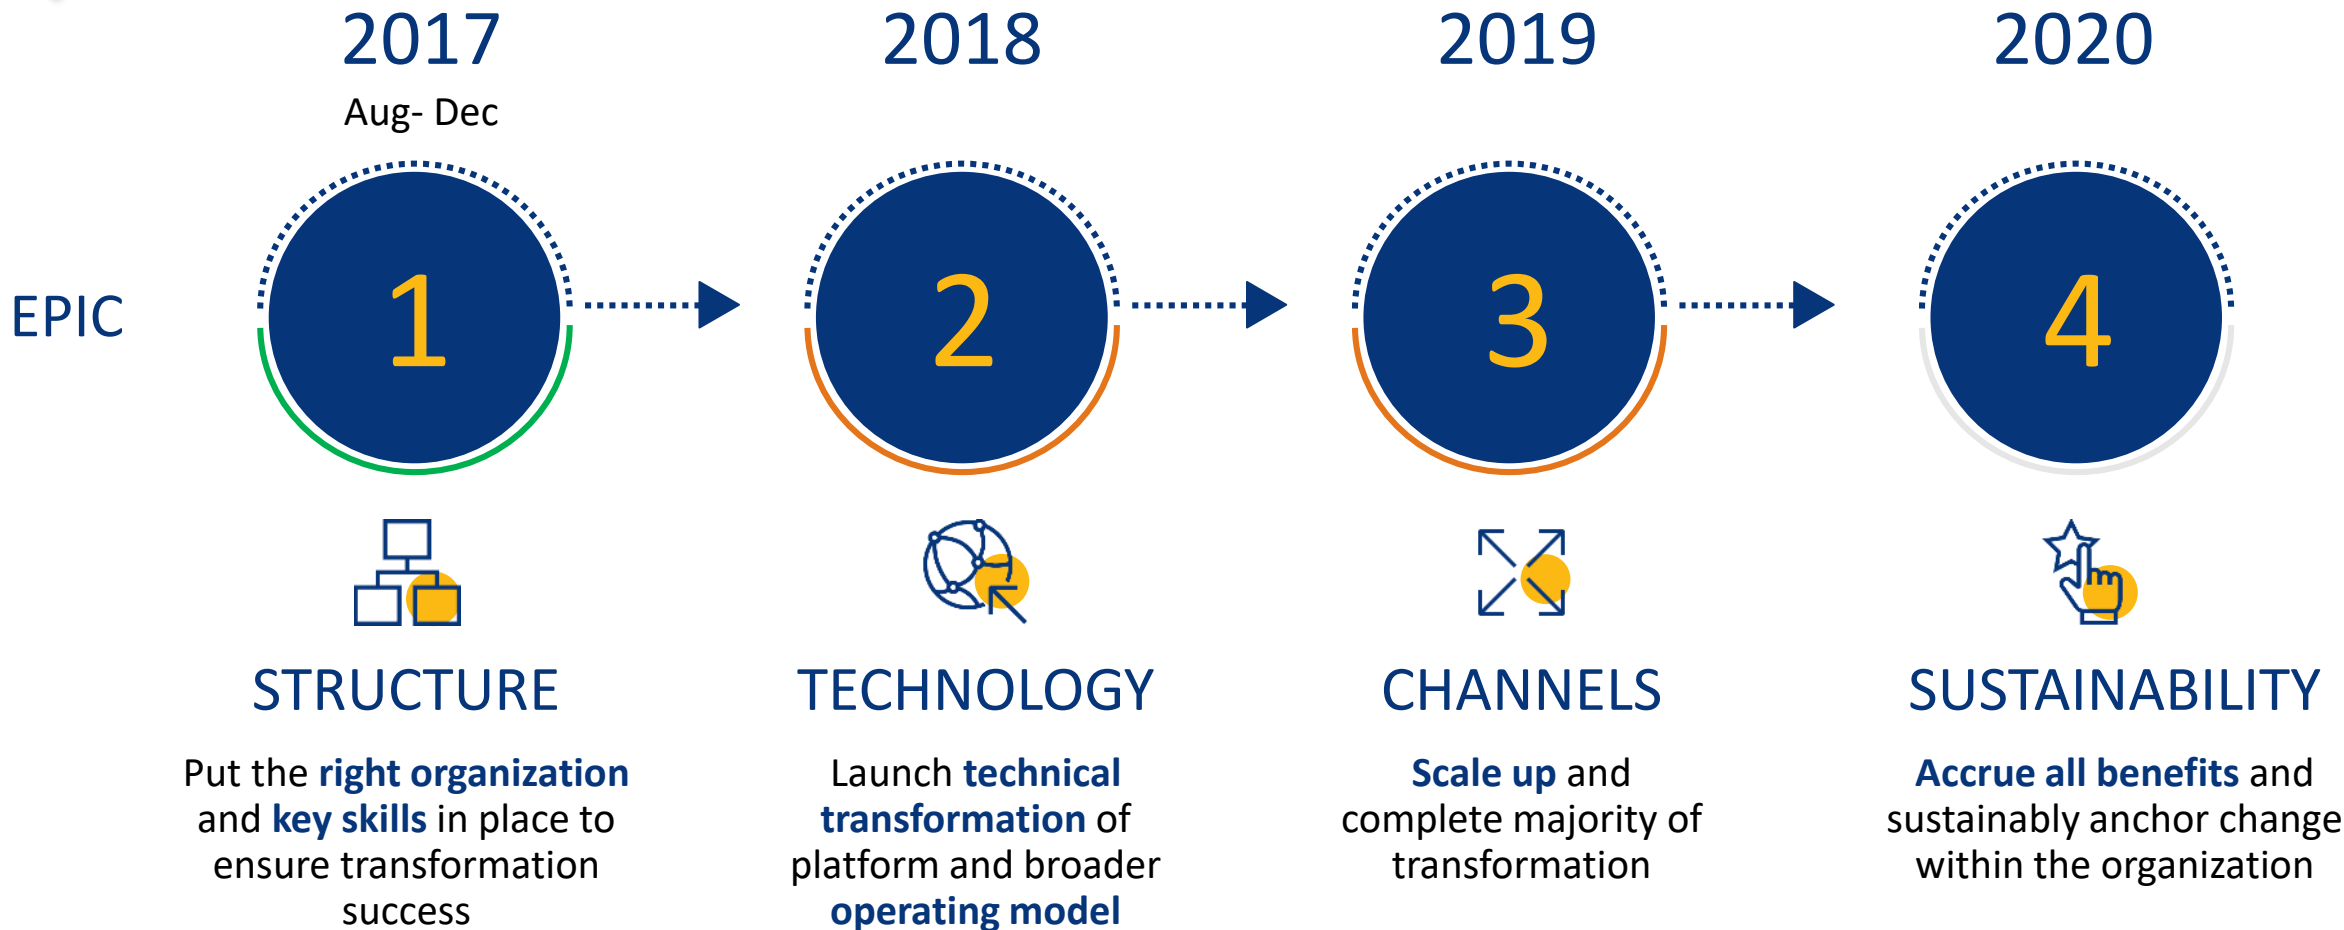 2017
Aug- Dec
2018
2019
2020
EPIC
1
2
3
4
STRUCTURE
Put the right organization
and key skills in place to
ensure transformation
success
TECHNOLOGY
Launch technical
transformation of
platform and broader
operating model
CHANNELS
Scale up and
complete majority of
transformation
SUSTAINABILITY
Accrue all benefits and
sustainably anchor change
within the organization